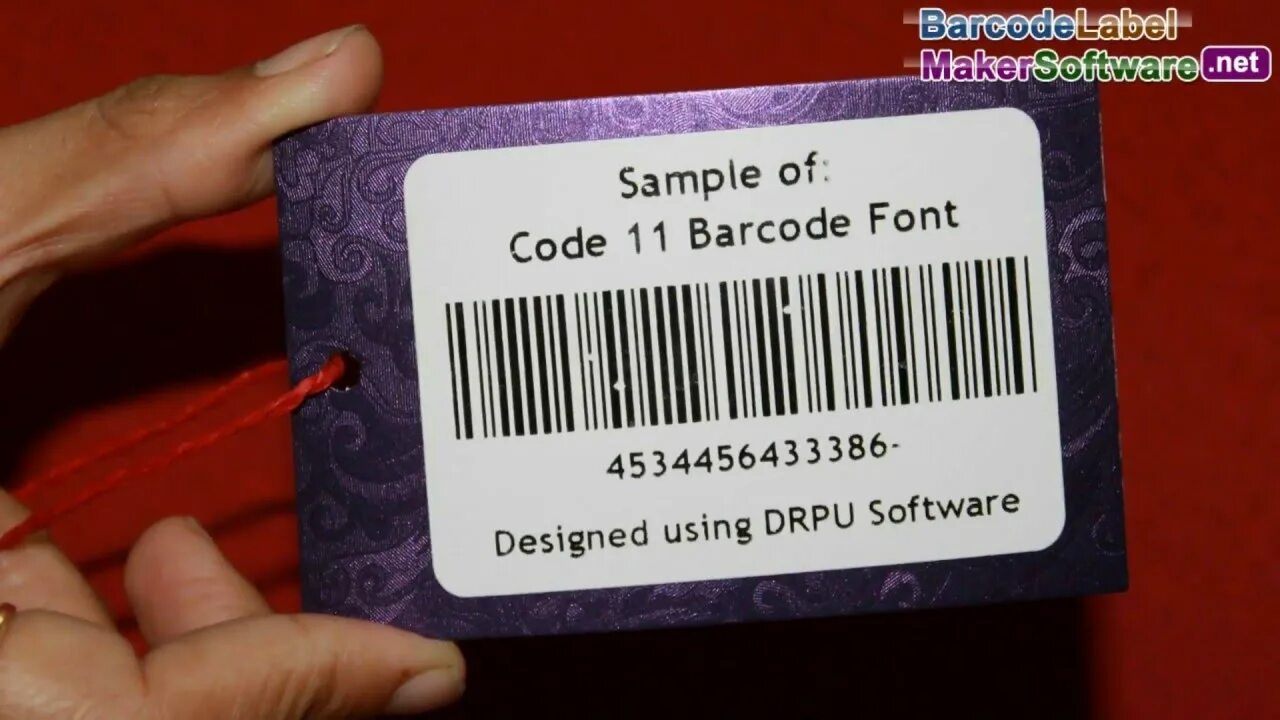 BarcodeLabel
MakerSoftware.net
Sample of:
Code 11 Barcode Font
4534456433386-
Designed using DRPU Software